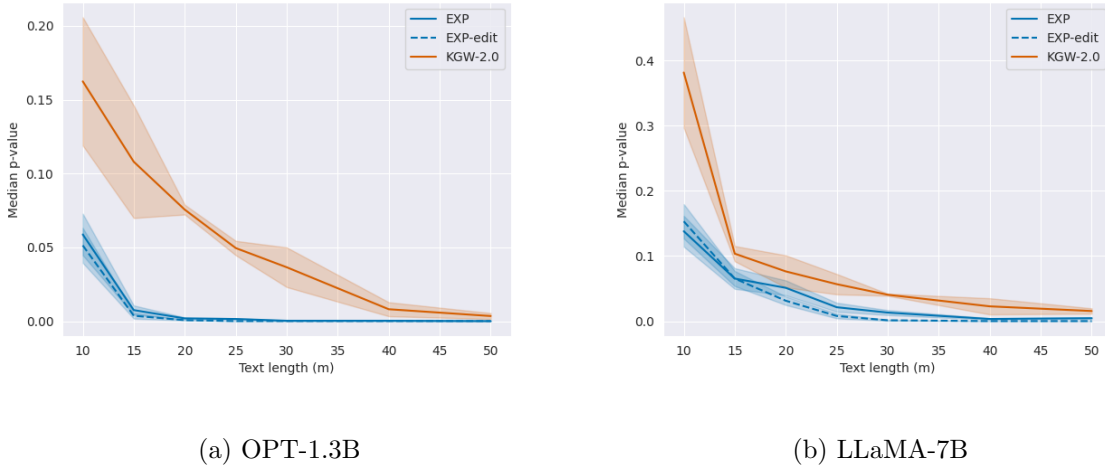 EXP
EXP-edit
KGW-2.0
0.20
0.15
0.10
0.05
0.00
Median p-value
10 15 20 25 30 35 40 45 50
Text length (m)
(a) OPT-1.3B
EXP
EXP-edit
KGW-2.0
0.4
0.3
0.2
0.1
0.0
Median p-value
10 15 20 25 30 35 40 45 50
Text length (m)
(b) LLaMA-7B